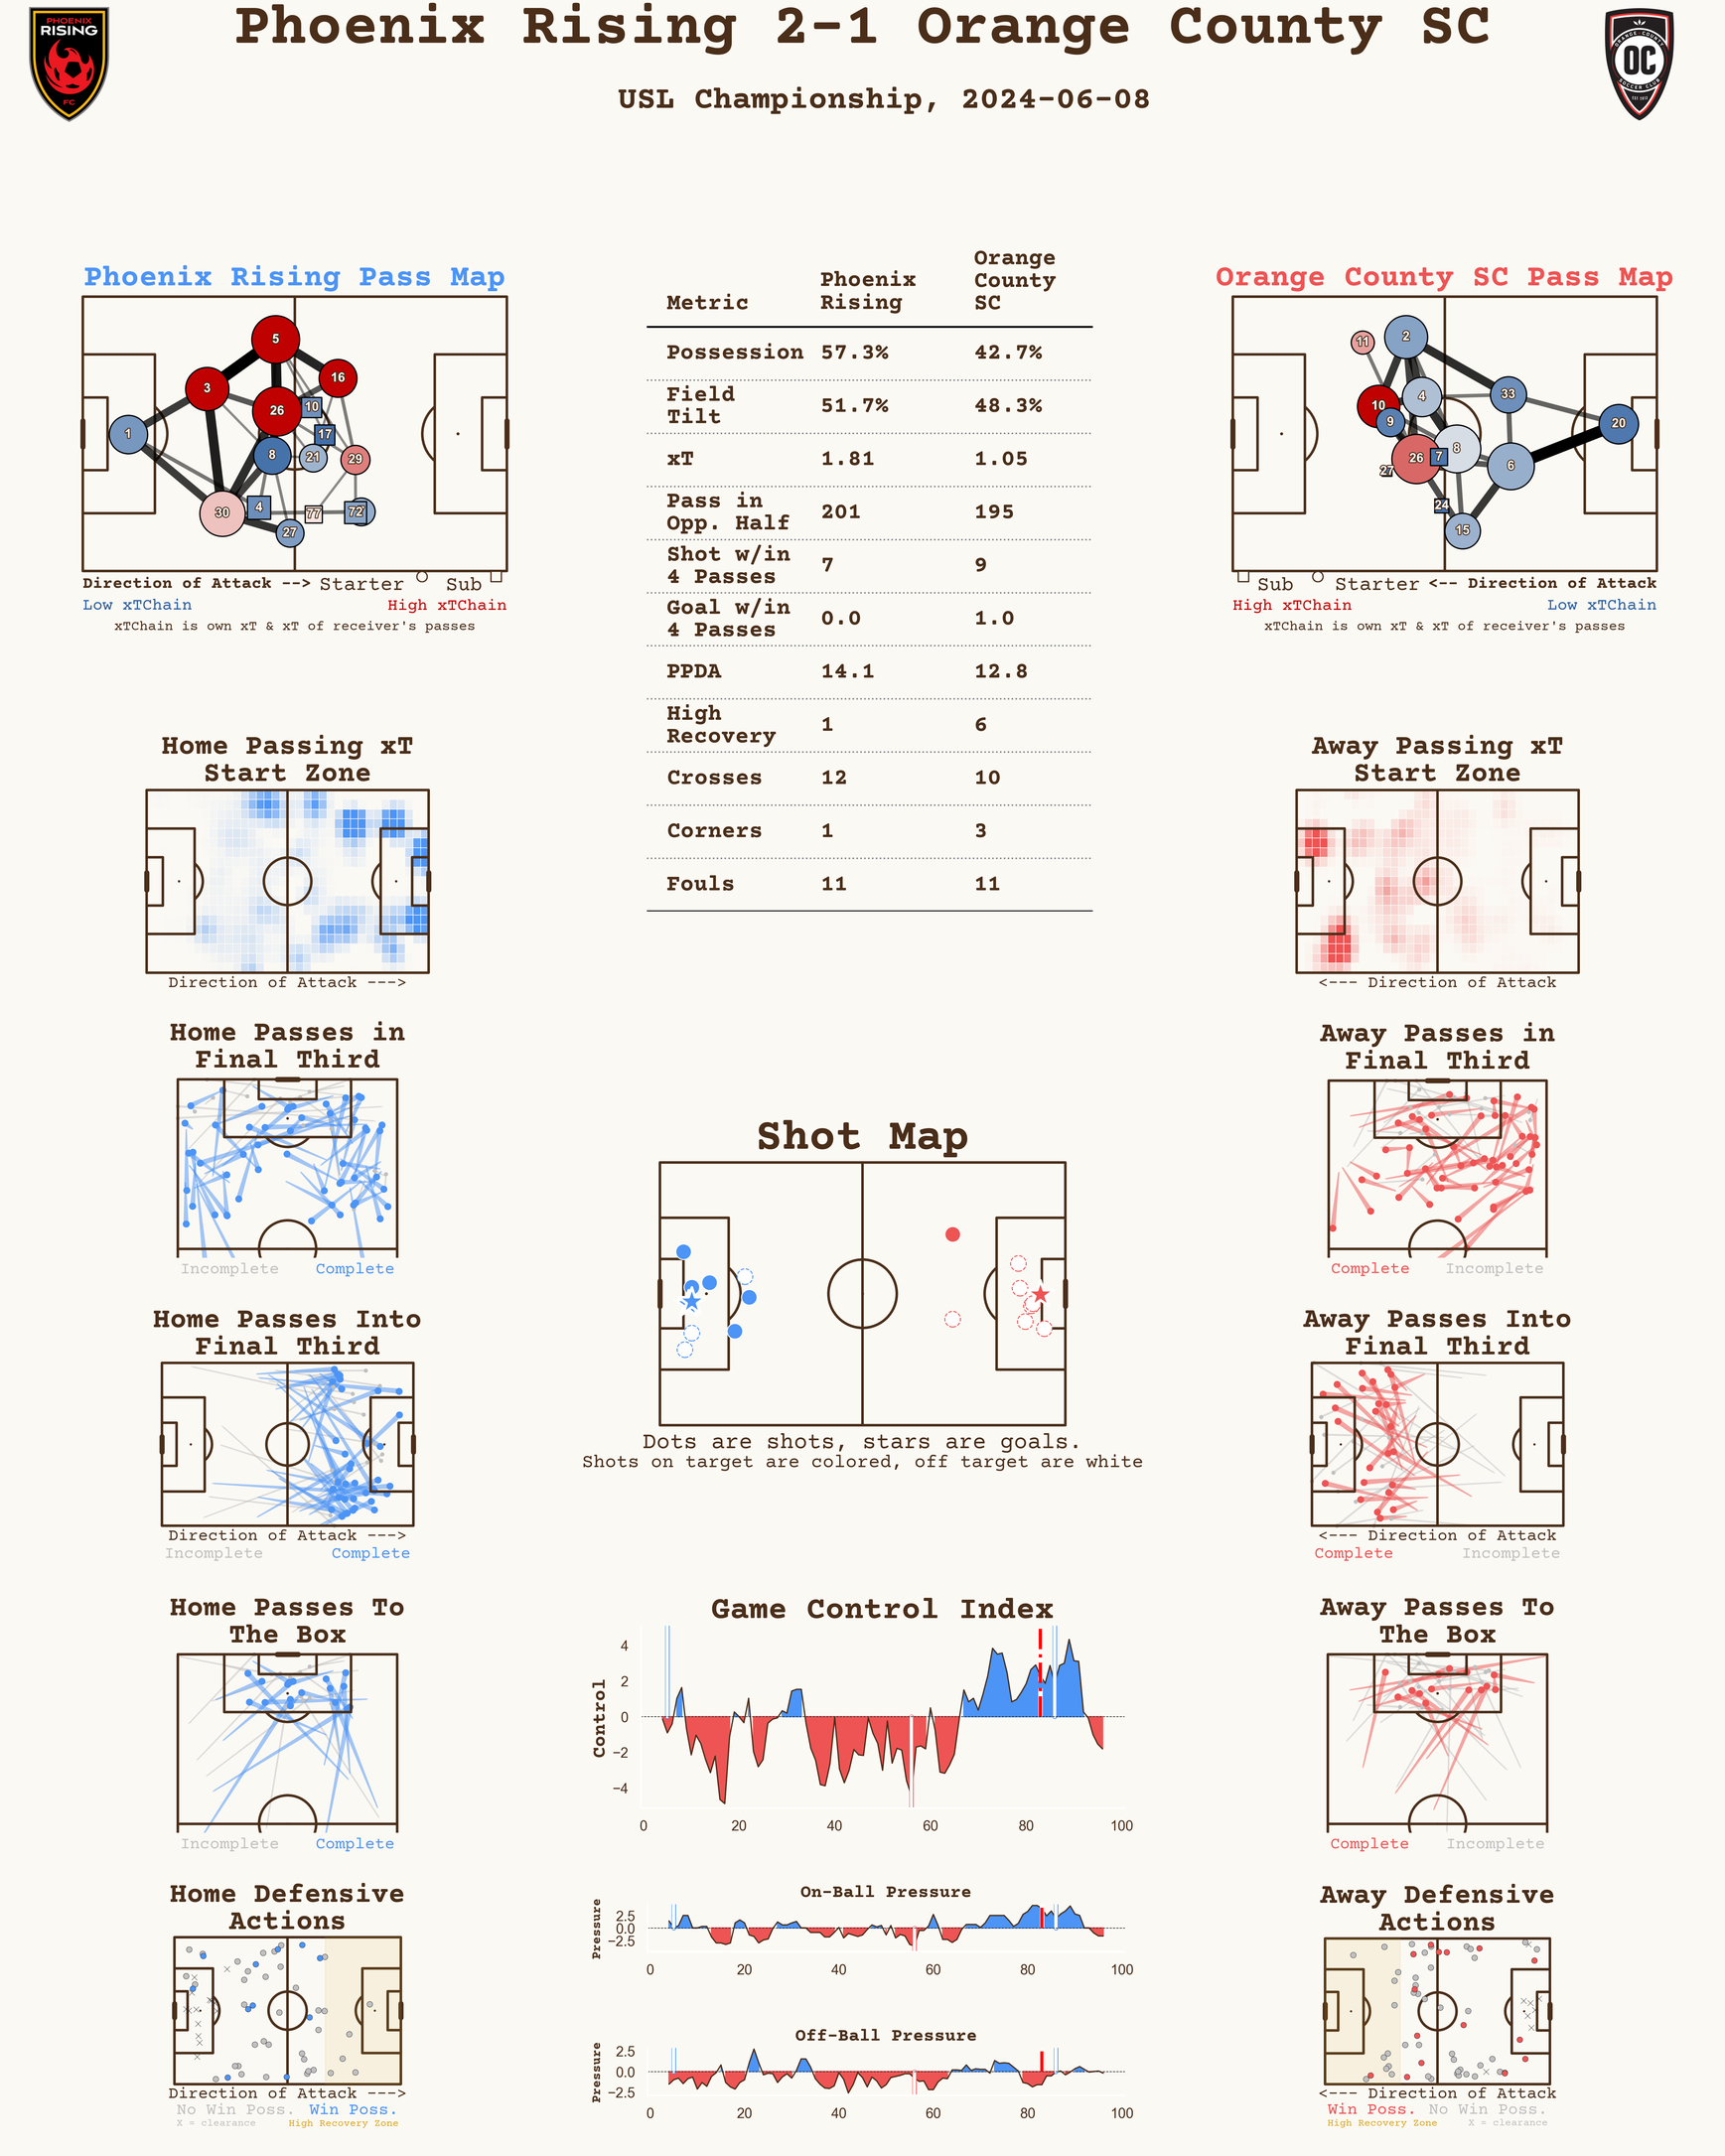 Phoenix Rising 2-1 Orange County SC
USL Championship, 2024-06-08
PHOENIX
RISING
FC
ORANGE COUNTY
OC
SOCCER CLUB
Phoenix Rising Pass Map
5
16
3
26
10
1
17
8
21
29
30
4
77
72
27
Direction of Attack --> Starter Sub
Low xTChain High xTChain
xTChain is own xT & xT of receiver's passes
Metric Phoenix Rising Orange County SC
Possession 57.3% 42.7%
Field Tilt 51.7% 48.3%
xT 1.81 1.05
Pass in Opp. Half 201 195
Shot w/in 4 Passes 7 9
Goal w/in 4 Passes 0.0 1.0
PPDA 14.1 12.8
High Recovery 1 6
Crosses 12 10
Corners 1 3
Fouls 11 11
Orange County SC Pass Map
11
2
10
4
33
9
20
8
26
7
6
27
24
15
Sub Starter <-- Direction of Attack
High xTChain Low xTChain
xTChain is own xT & xT of receiver's passes
Home Passing xT
Start Zone
Direction of Attack --->
Away Passing xT
Start Zone
<--- Direction of Attack
Home Passes in
Final Third
Incomplete Complete
Away Passes in
Final Third
Complete Incomplete
Shot Map
Dots are shots, stars are goals.
Shots on target are colored, off target are white
Home Passes Into
Final Third
Direction of Attack --->
Incomplete Complete
Away Passes Into
Final Third
<--- Direction of Attack
Complete Incomplete
Home Passes To
The Box
Incomplete Complete
Game Control Index
Control
4
2
0
−2
−4
0 20 40 60 80 100
Away Passes To
The Box
Complete Incomplete
Home Defensive
Actions
Direction of Attack --->
No Win Poss. Win Poss.
X = clearance High Recovery Zone
On-Ball Pressure
Pressure
2.5
0.0
−2.5
0 20 40 60 80 100
Off-Ball Pressure
Pressure
2.5
0.0
−2.5
0 20 40 60 80 100
Away Defensive
Actions
<--- Direction of Attack
Win Poss. No Win Poss.
High Recovery Zone X = clearance